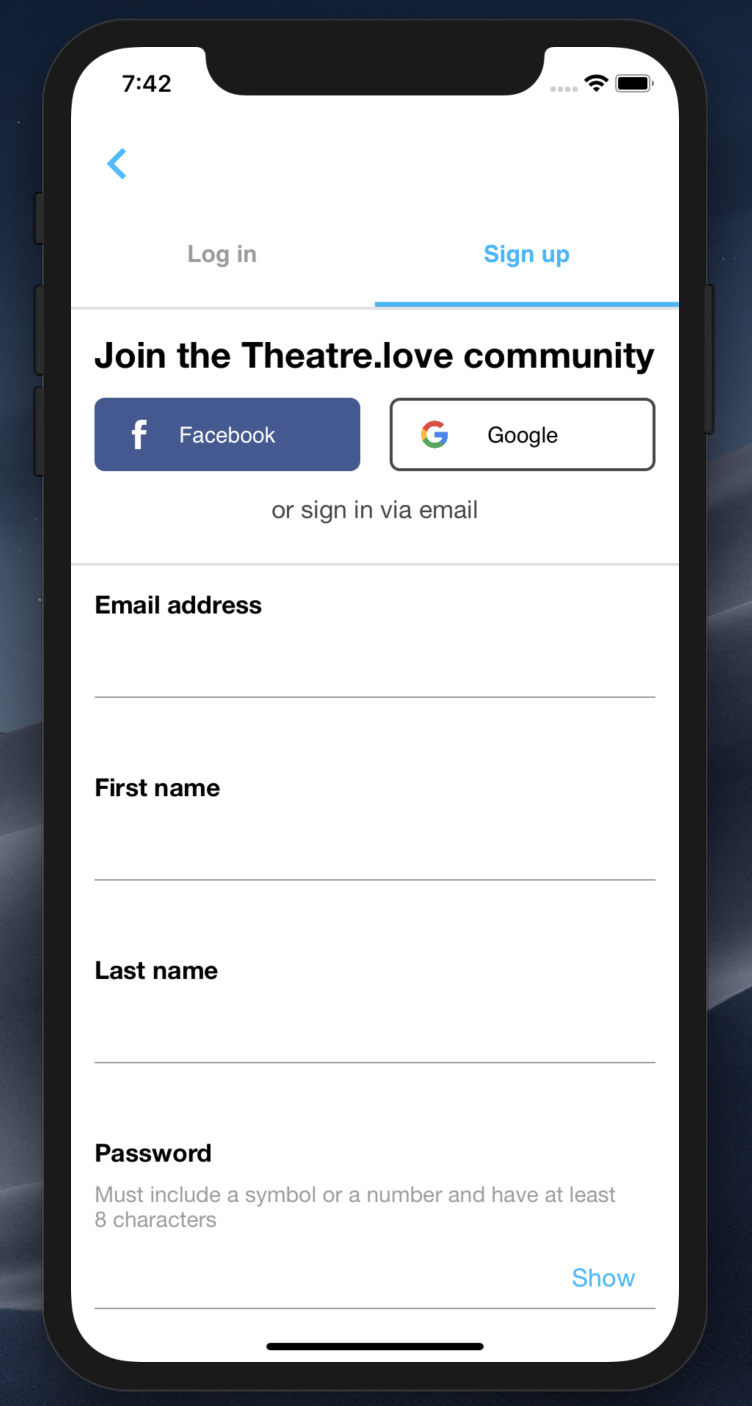 7:42
Log in
Sign up
Join the Theatre.love community
Facebook
Google
or sign in via email
Email address
First name
Last name
Password
Must include a symbol or a number and have at least
8 characters
Show